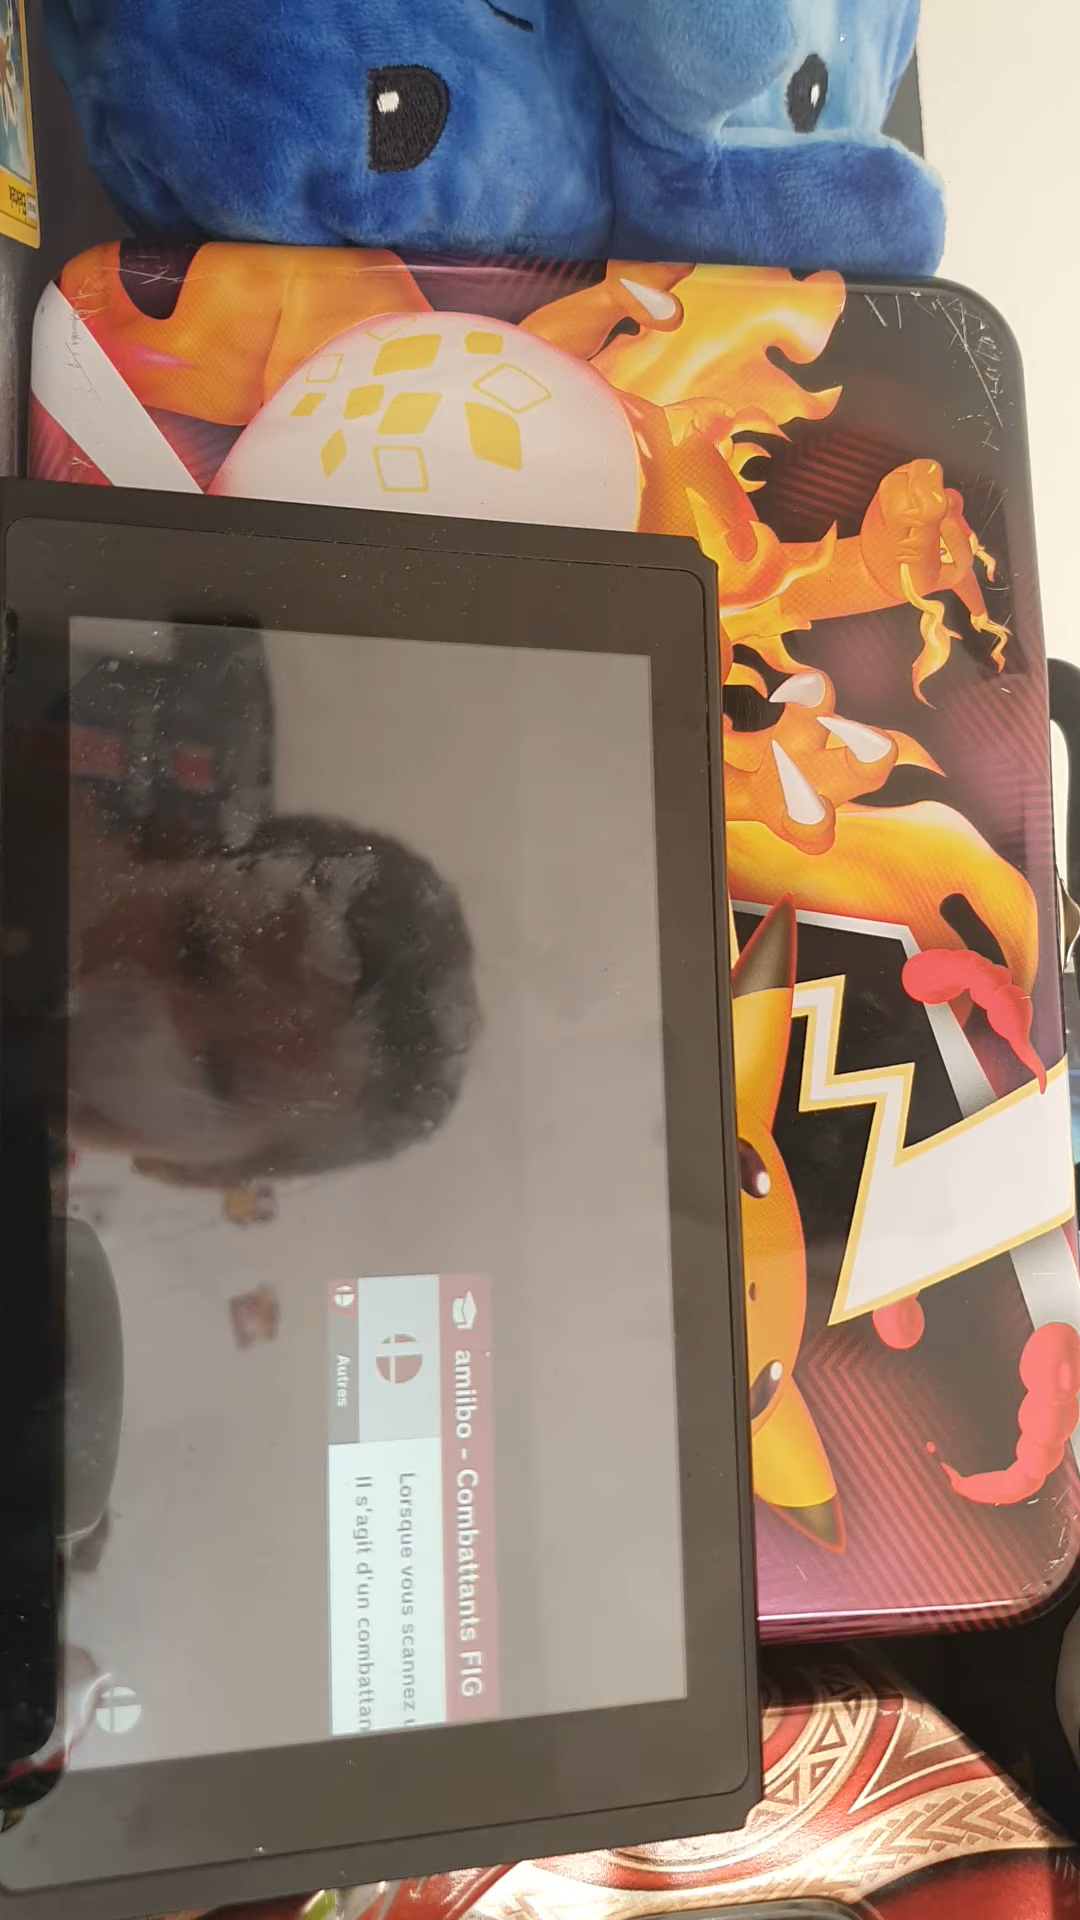 amiibo - Combattants FIG
Autres
Lorsque vous scannez
Il s'agit d'un combattan